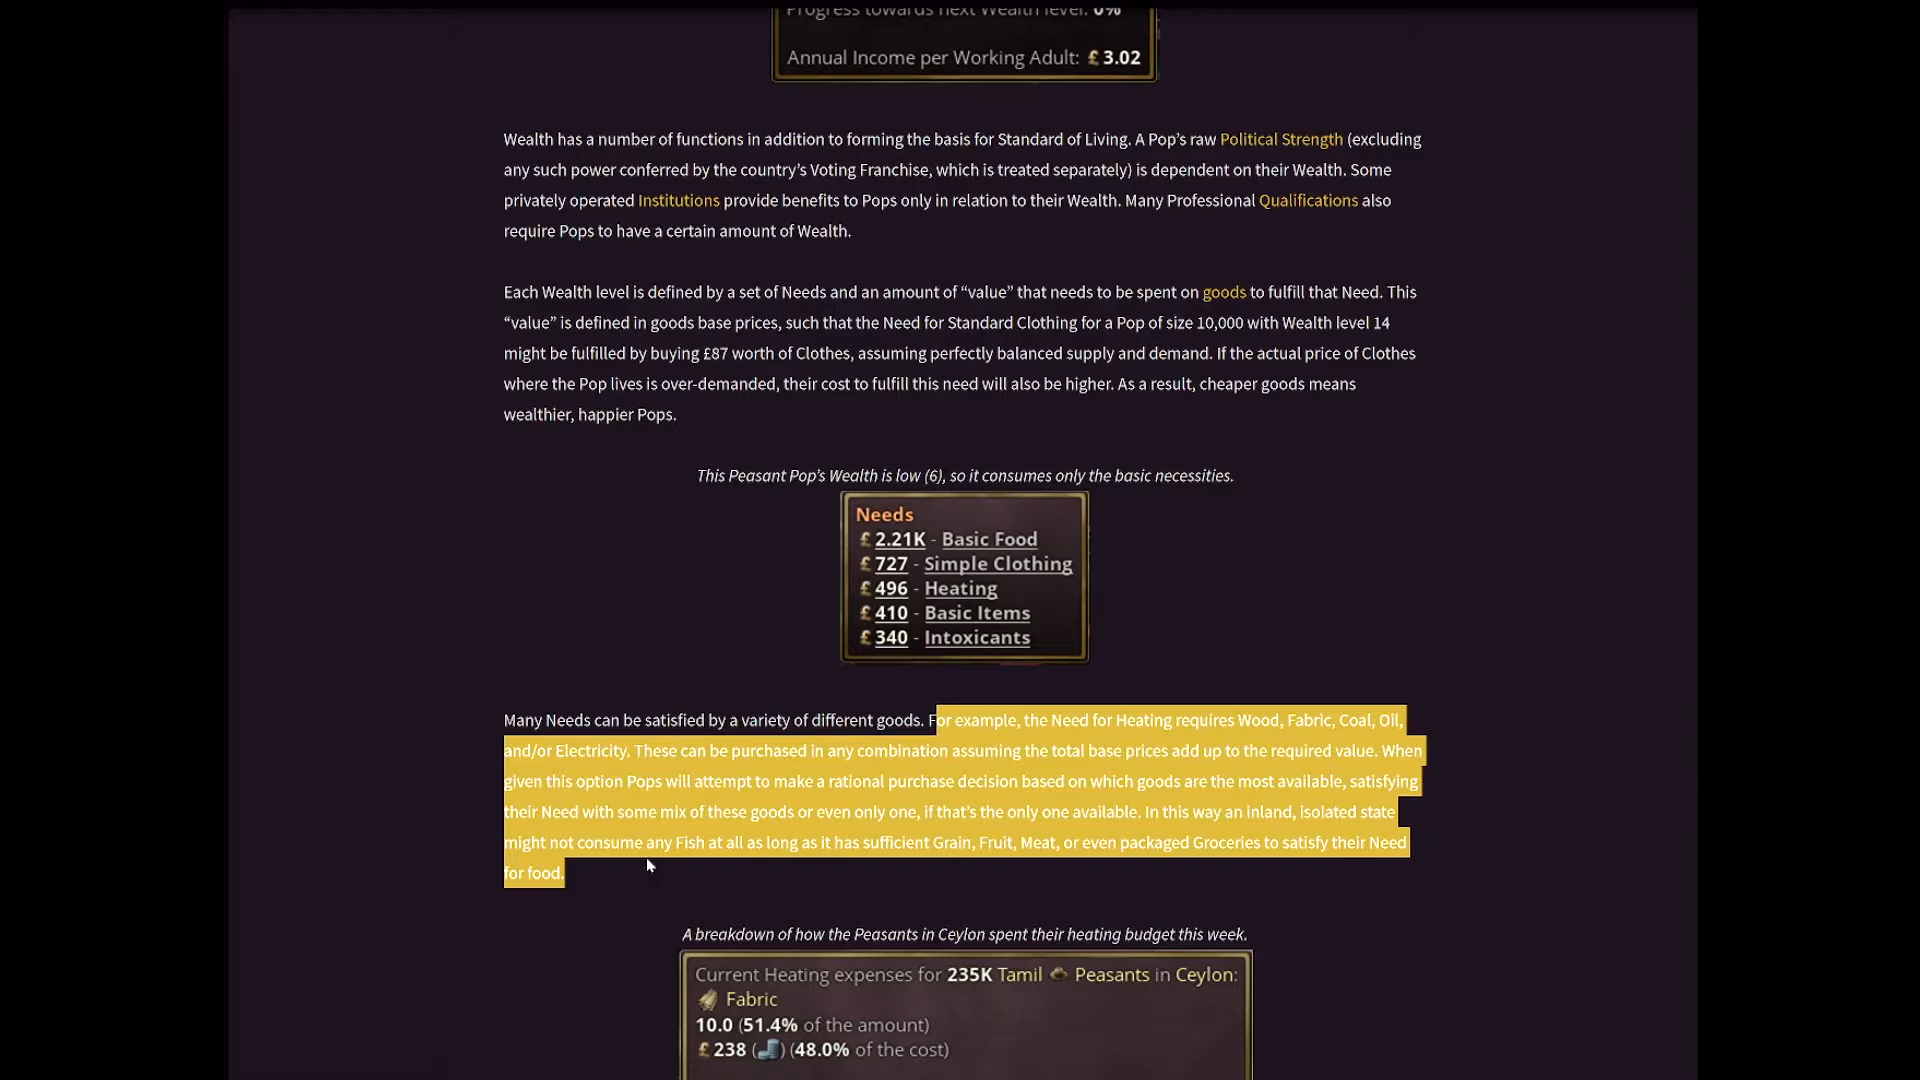 Progress towards next Wealth level: 0%
Annual Income per Working Adult: £ 3.02
Wealth has a number of functions in addition to forming the basis for Standard of Living. A Pop’s raw Political Strength (excluding
any such power conferred by the country’s Voting Franchise, which is treated separately) is dependent on their Wealth. Some
privately operated Institutions provide benefits to Pops only in relation to their Wealth. Many Professional Qualifications also
require Pops to have a certain amount of Wealth.
Each Wealth level is defined by a set of Needs and an amount of “value” that needs to be spent on goods to fulfill that Need. This
“value” is defined in goods base prices, such that the Need for Standard Clothing for a Pop of size 10,000 with Wealth level 14
might be fulfilled by buying £87 worth of Clothes, assuming perfectly balanced supply and demand. If the actual price of Clothes
where the Pop lives is over-demanded, their cost to fulfill this need will also be higher. As a result, cheaper goods means
wealthier, happier Pops.
This Peasant Pop’s Wealth is low (6), so it consumes only the basic necessities.
Needs
£ 2.21K - Basic Food
£ 727 - Simple Clothing
£ 496 - Heating
£ 410 - Basic Items
£ 340 - Intoxicants
Many Needs can be satisfied by a variety of different goods. For example, the Need for Heating requires Wood, Fabric, Coal, Oil,
and/or Electricity. These can be purchased in any combination assuming the total base prices add up to the required value. When
given this option Pops will attempt to make a rational purchase decision based on which goods are the most available, satisfying
their Need with some mix of these goods or even only one, if that’s the only one available. In this way an inland, isolated state
might not consume any Fish at all as long as it has sufficient Grain, Fruit, Meat, or even packaged Groceries to satisfy their Need
for food.
A breakdown of how the Peasants in Ceylon spent their heating budget this week.
Current Heating expenses for 235K Tamil Peasants in Ceylon:
Fabric
10.0 (51.4% of the amount)
£ 238 () (48.0% of the cost)